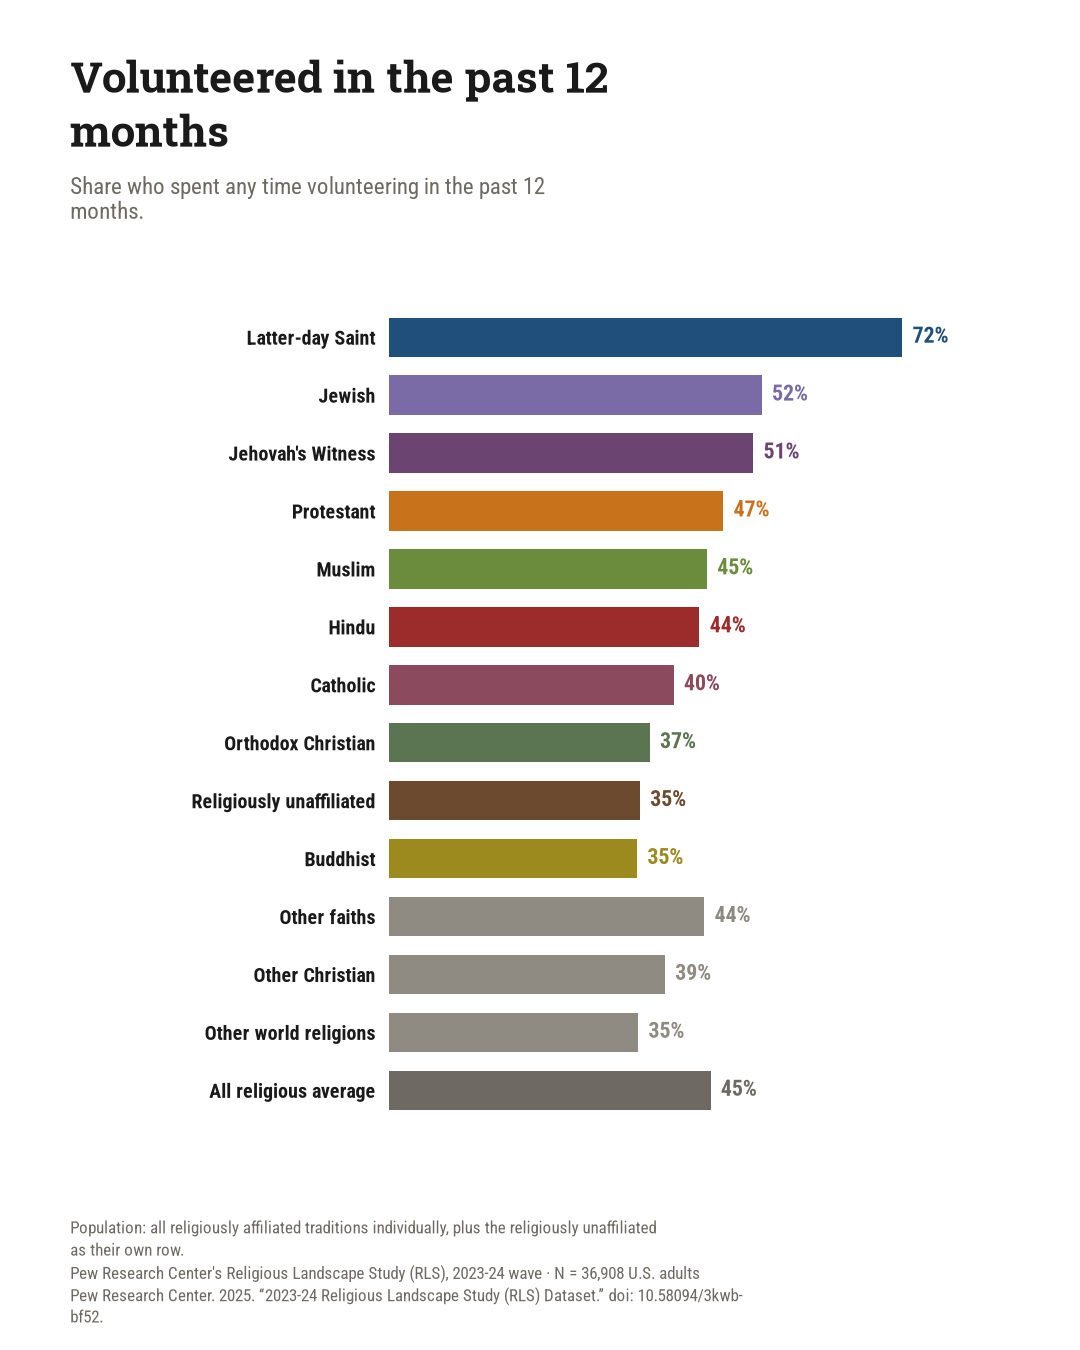 Volunteered in the past 12
months
Share who spent any time volunteering in the past 12
months.
Latter-day Saint 72%
Jewish 52%
Jehovah's Witness 51%
Protestant 47%
Muslim 45%
Hindu 44%
Catholic 40%
Orthodox Christian 37%
Religiously unaffiliated 35%
Buddhist 35%
Other faiths 44%
Other Christian 39%
Other world religions 35%
All religious average 45%
Population: all religiously affiliated traditions individually, plus the religiously unaffiliated
as their own row.
Pew Research Center's Religious Landscape Study (RLS), 2023-24 wave · N = 36,908 U.S. adults
Pew Research Center. 2025. “2023-24 Religious Landscape Study (RLS) Dataset.” doi: 10.58094/3kwb-
bf52.